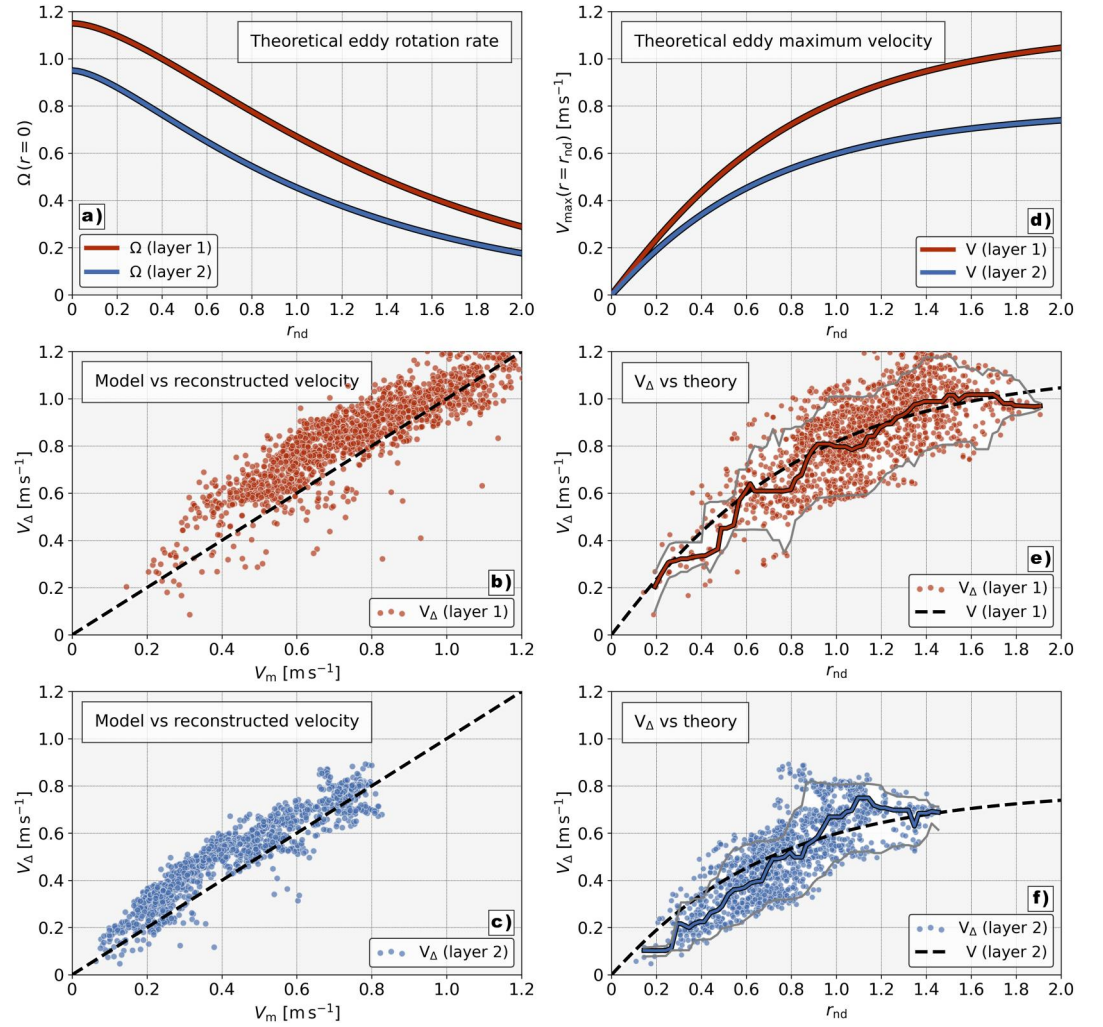 Theoretical eddy rotation rate
1.2
1.0
0.8
0.6
0.4
0.2
0
Ω (r = 0)
a)
Ω (layer 1)
Ω (layer 2)
0.0 0.2 0.4 0.6 0.8 1.0 1.2 1.4 1.6 1.8 2.0
r_nd
Theoretical eddy maximum velocity
1.2
1.0
0.8
0.6
0.4
0.2
0
V_max(r = r_nd) [m s⁻¹]
d)
V (layer 1)
V (layer 2)
0.0 0.2 0.4 0.6 0.8 1.0 1.2 1.4 1.6 1.8 2.0
r_nd
Model vs reconstructed velocity
1.2
1.0
0.8
0.6
0.4
0.2
0
V_Δ [m s⁻¹]
b)
V_Δ (layer 1)
0.0 0.2 0.4 0.6 0.8 1.0 1.2
V_m [m s⁻¹]
V_Δ vs theory
1.2
1.0
0.8
0.6
0.4
0.2
0
V_Δ [m s⁻¹]
e)
V_Δ (layer 1)
V (layer 1)
0.0 0.2 0.4 0.6 0.8 1.0 1.2 1.4 1.6 1.8 2.0
r_nd
Model vs reconstructed velocity
1.2
1.0
0.8
0.6
0.4
0.2
0
V_Δ [m s⁻¹]
c)
V_Δ (layer 2)
0.0 0.2 0.4 0.6 0.8 1.0 1.2
V_m [m s⁻¹]
V_Δ vs theory
1.2
1.0
0.8
0.6
0.4
0.2
0
V_Δ [m s⁻¹]
f)
V_Δ (layer 2)
V (layer 2)
0.0 0.2 0.4 0.6 0.8 1.0 1.2 1.4 1.6 1.8 2.0
r_nd